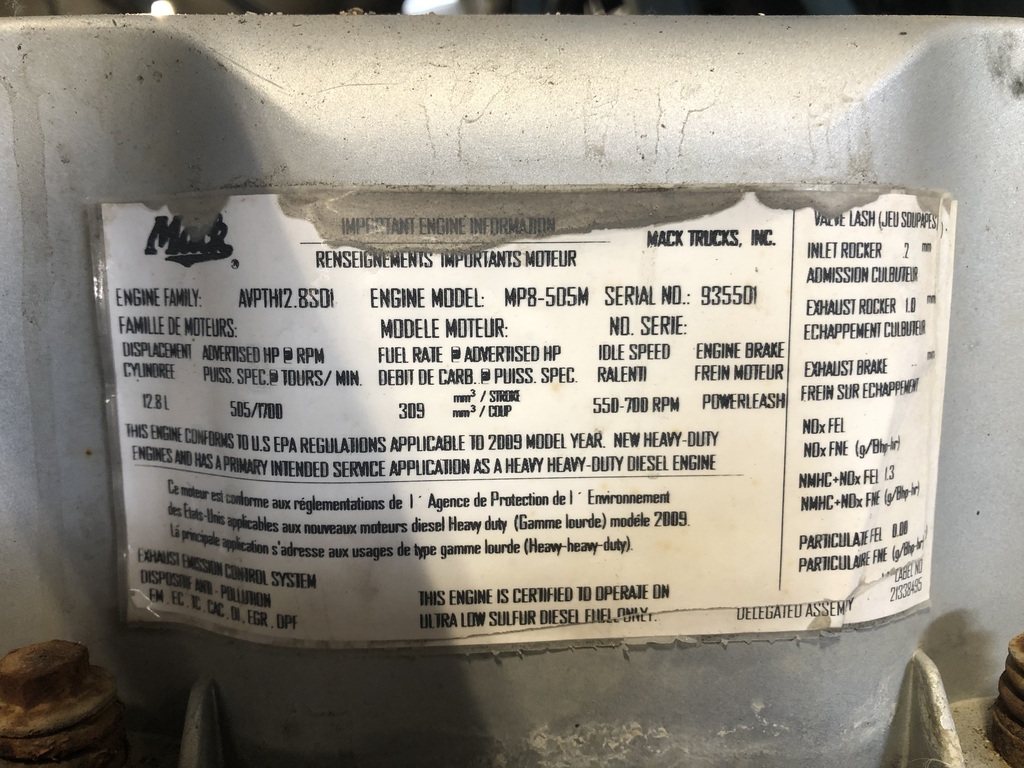 Mack
®
IMPORTANT ENGINE INFORMATION
MACK TRUCKS, INC.
RENSEIGNEMENTS IMPORTANTS MOTEUR
ENGINE FAMILY: AVPTH12.8S01 ENGINE MODEL: MP8-505M SERIAL NO.: 935501
FAMILLE DE MOTEURS: MODELE MOTEUR: NO. SERIE:
DISPLACEMENT ADVERTISED HP @ RPM FUEL RATE @ ADVERTISED HP IDLE SPEED ENGINE BRAKE
CYLINDREE PUISS. SPEC.@ TOURS/ MIN. DEBIT DE CARB. @ PUISS. SPEC. RALENTI FREIN MOTEUR
12.8 L 505/1700 309 mm³ / STROKE 550-700 RPM POWERLEASH
mm³ / COUP
THIS ENGINE CONFORMS TO U.S EPA REGULATIONS APPLICABLE TO 2009 MODEL YEAR. NEW HEAVY-DUTY
ENGINES AND HAS A PRIMARY INTENDED SERVICE APPLICATION AS A HEAVY HEAVY-DUTY DIESEL ENGINE
Ce moteur est conforme aux réglementations de l ' Agence de Protection de l ' Environnement
des États-Unis applicables aux nouveaux moteurs diesel Heavy duty (Gamme lourde) modéle 2009.
Lá principale application s'adresse aux usages de type gamme lourde (Heavy-heavy-duty).
EXHAUST EMISSION CONTROL SYSTEM
DISPOSITIF ANTI - POLLUTION
EM , EC , TC , CAC, DI , EGR , DPF
THIS ENGINE IS CERTIFIED TO OPERATE ON
ULTRA LOW SULFUR DIESEL FUEL ONLY.
DELEGATED ASSEMY
VALVE LASH (JEU SOUPAPES)
INLET ROCKER .2 mm
ADMISSION CULBUTEUR
EXHAUST ROCKER 1.0 mm
ECHAPPEMENT CULBUTEUR
EXHAUST BRAKE mm
FREIN SUR ECHAPPEMENT
NOx FEL
NOx FNE (g/Bhp-hr)
NMHC+NOx FEL 1.3
NMHC+NOx FNE (g/Bhp-hr)
PARTICULATE FEL 0.00
PARTICULAIRE FNE (g/Bhp-hr)
LABEL NO
21338495